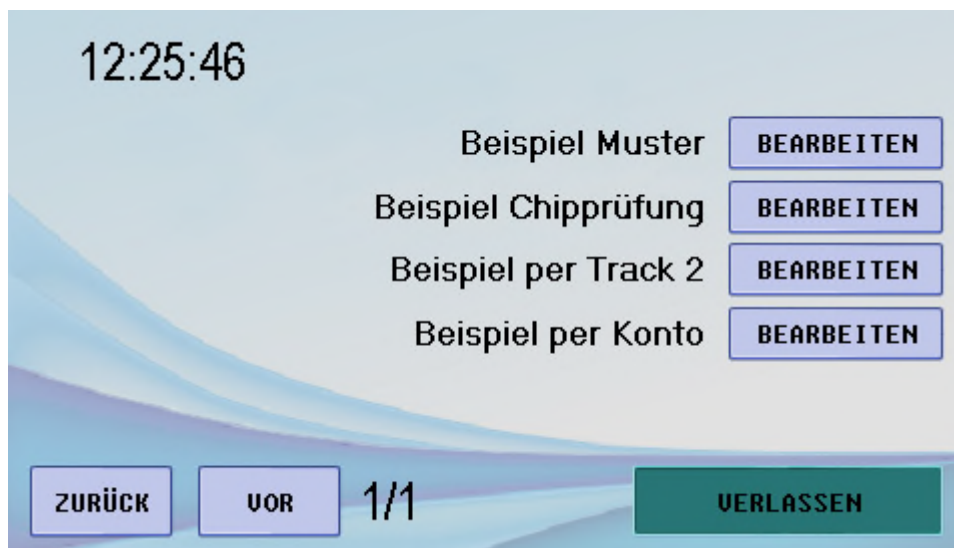 12:25:46
Beispiel Muster BEARBEITEN
Beispiel Chipprüfung BEARBEITEN
Beispiel per Track 2 BEARBEITEN
Beispiel per Konto BEARBEITEN
ZURÜCK VOR 1/1 VERLASSEN